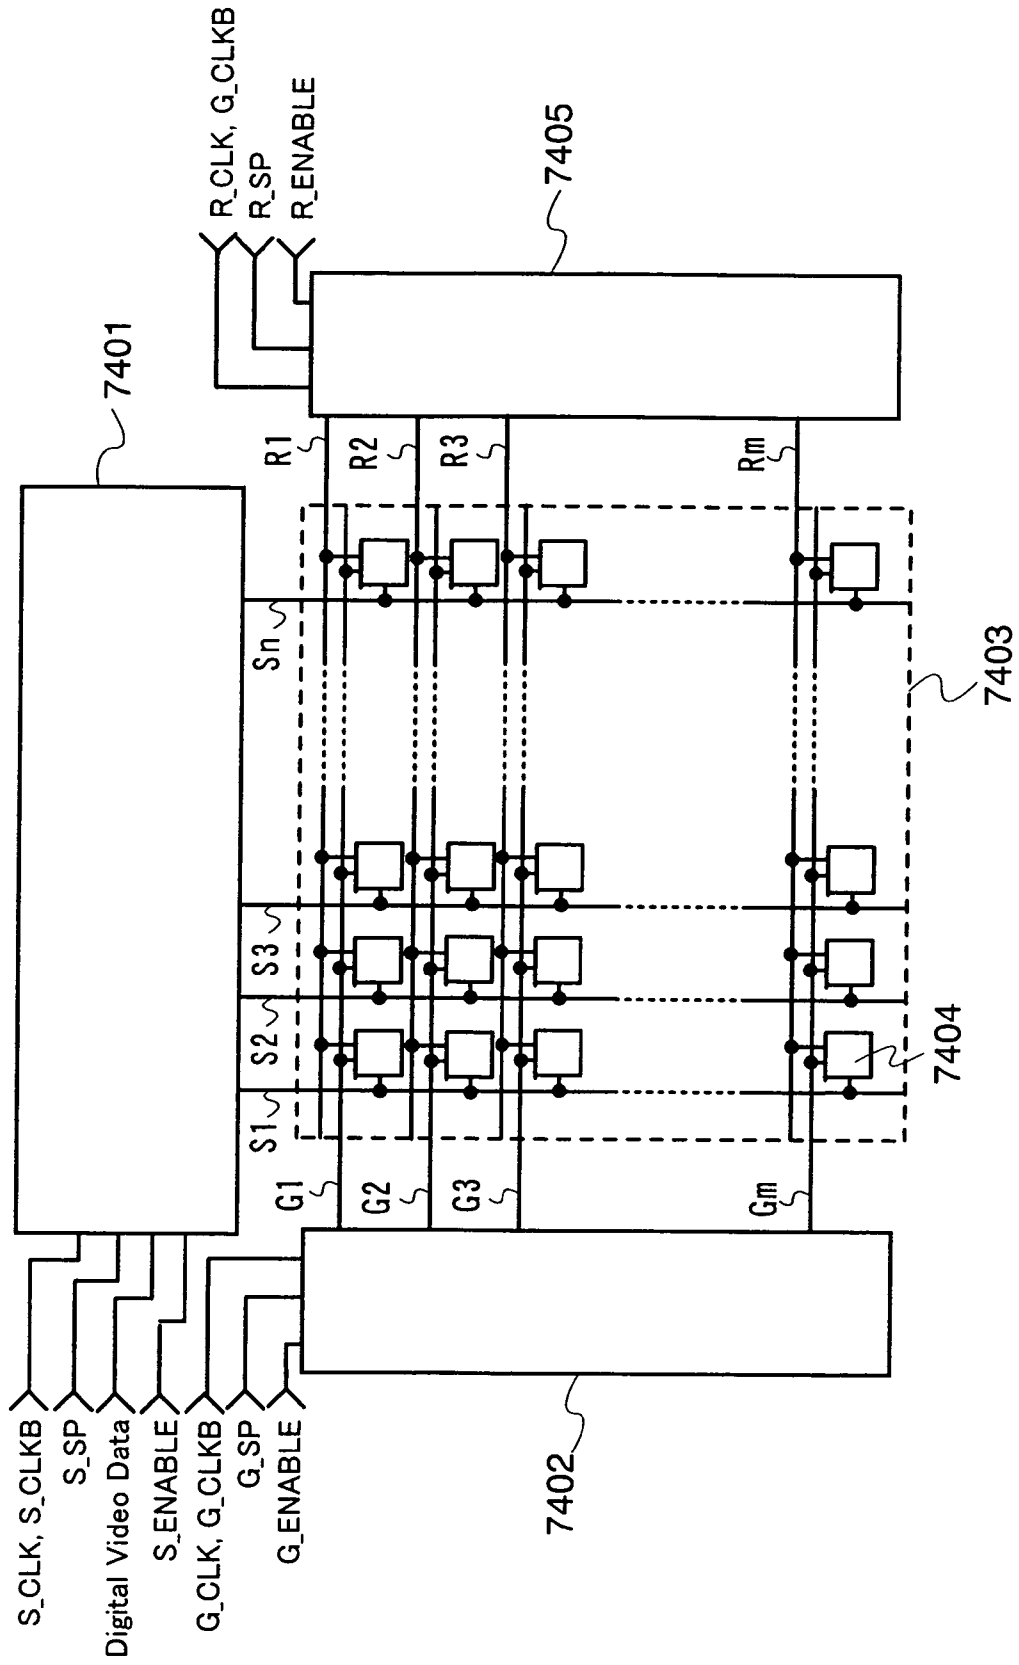 S_CLK, S_CLKB
S_SP
Digital Video Data
S_ENABLE
G_CLK, G_CLKB
G_SP
G_ENABLE
7401
R_CLK, G_CLKB
R_SP
R_ENABLE
S1
S2
S3
Sn
G1
G2
G3
Gm
R1
R2
R3
Rm
7402
7404
7403
7405